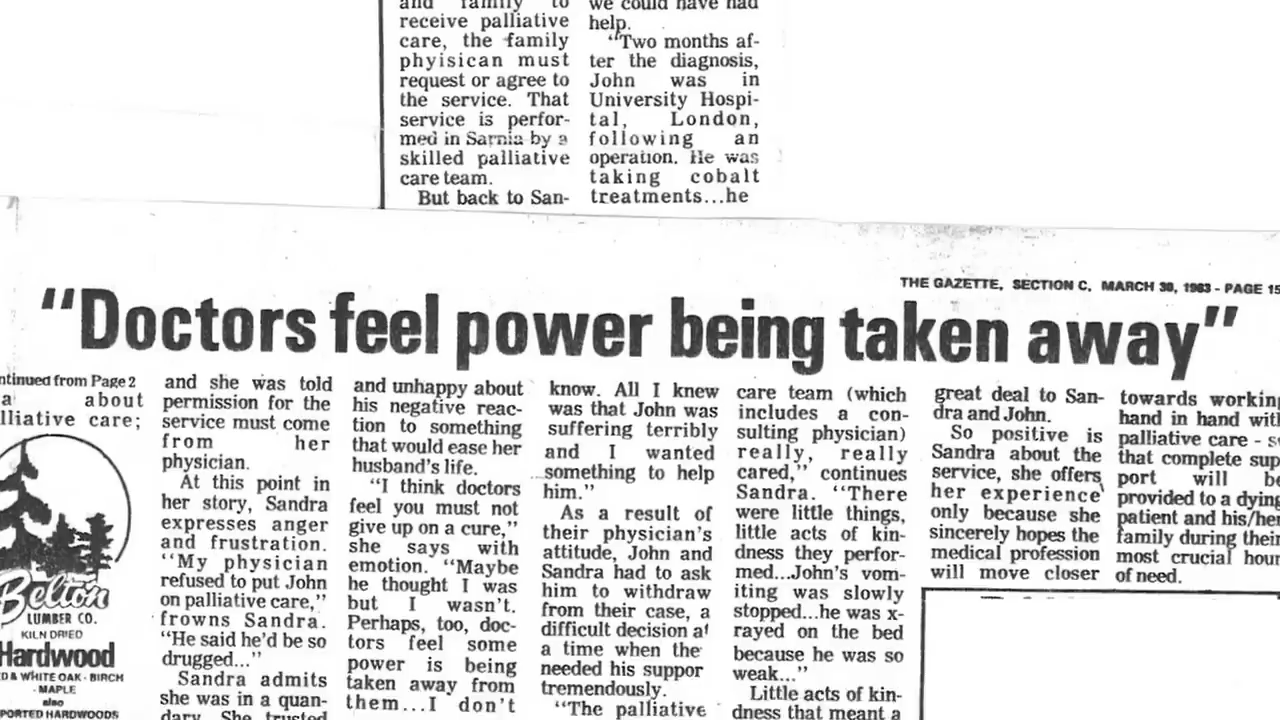 and family to
receive palliative
care, the family
phyisican must
request or agree to
the service. That
service is perfor-
med in Sarnia by a
skilled palliative
care team.
But back to San-
we could have had
help.
"Two months af-
ter the diagnosis,
John was in
University Hospi-
tal, London,
following an
operation. He was
taking cobalt
treatments...he
THE GAZETTE, SECTION C, MARCH 30, 1983 - PAGE 15
"Doctors feel power being taken away"
ntinued from Page 2
a about
lliative care;
Belton
LUMBER CO.
KILN DRIED
Hardwood
D & WHITE OAK - BIRCH
- MAPLE
also
PORTED HARDWOODS
and she was told
permission for the
service must come
from her
physician.
At this point in
her story, Sandra
expresses anger
and frustration.
"My physician
refused to put John
on palliative care,"
frowns Sandra.
"He said he'd be so
drugged..."
Sandra admits
she was in a quan-
dary. She trusted
and unhappy about
his negative reac-
tion to something
that would ease her
husband's life.
"I think doctors
feel you must not
give up on a cure,"
she says with
emotion. "Maybe
he thought I was
but I wasn't.
Perhaps, too, doc-
tors feel some
power is being
taken away from
them...I don't
know. All I knew
was that John was
suffering terribly
and I wanted
something to help
him."
As a result of
their physician's
attitude, John and
Sandra had to ask
him to withdraw
from their case, a
difficult decision at
a time when the
needed his suppor
tremendously.
"The palliative
care team (which
includes a con-
sulting physician)
really, really
cared," continues
Sandra. "There
were little things,
little acts of kin-
dness they perfor-
med...John's vom-
iting was slowly
stopped...he was x-
rayed on the bed
because he was so
weak..."
Little acts of kin-
dness that meant a
great deal to San-
dra and John.
So positive is
Sandra about the
service, she offers
her experience
only because she
sincerely hopes the
medical profession
will move closer
towards working
hand in hand with
palliative care - so
that complete sup
port will be
provided to a dying
patient and his/her
family during their
most crucial hour
of need.